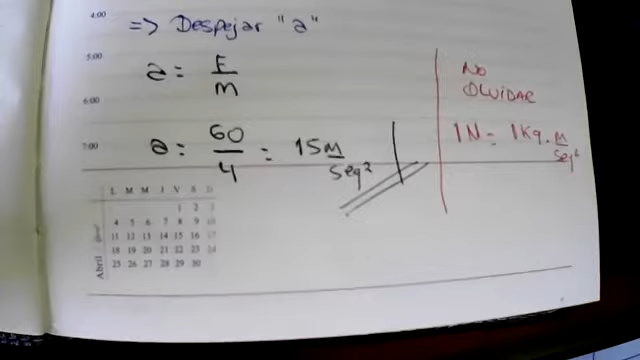 4:00
=> Despejar "a"
5:00
a = F
m
NO
OLVIDAR
6:00
a = 60
4
= 15 M
Seg²
1N = 1Kg. M
Seg²
7:00
L M M J V S D
1 2 3
4 5 6 7 8 9 10
11 12 13 14 15 16 17
18 19 20 21 22 23 24
25 26 27 28 29 30
Abril